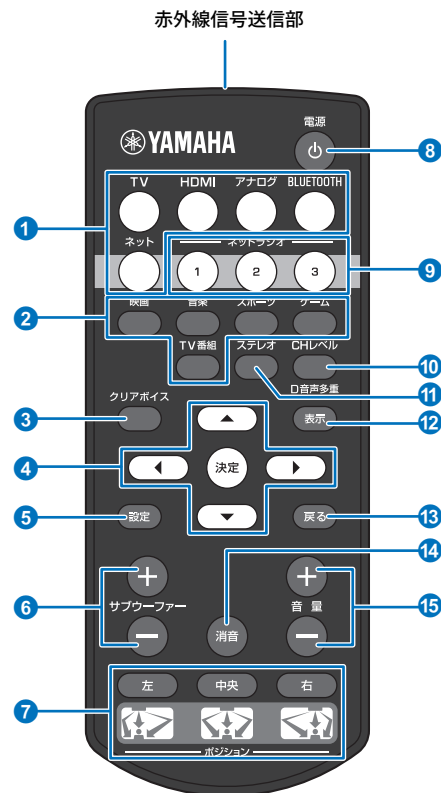 赤外線信号送信部
電源
YAMAHA
8
TV HDMI アナログ BLUETOOTH
1
ネット ネットラジオ
1 2 3
9
2
映画 音楽 スポーツ ゲーム
TV番組 ステレオ CHレベル
10
11
クリアボイス D音声多重
3
表示
12
4
決定
5
設定 戻る
13
14
6
サブウーファー 音量
15
消音
7
左 中央 右
ポジション